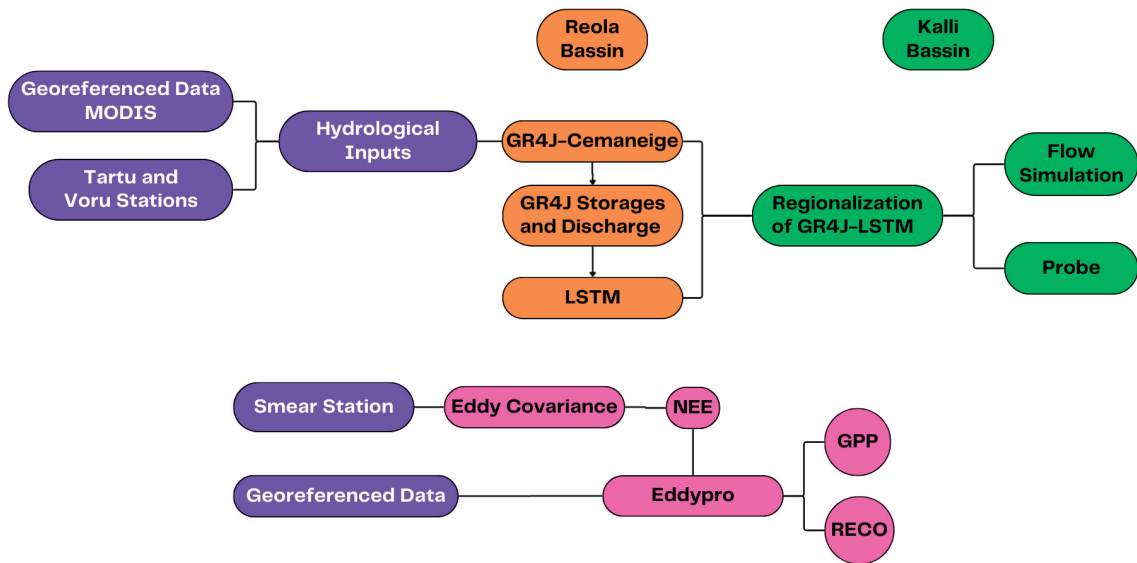 Reola
Bassin
Kalli
Bassin
Georeferenced Data
MODIS
Tartu and
Voru Stations
Hydrological
Inputs
GR4J-Cemaneige
GR4J Storages
and Discharge
LSTM
Regionalization
of GR4J-LSTM
Flow
Simulation
Probe
Smear Station
Eddy Covariance
NEE
GPP
Georeferenced Data
Eddypro
RECO